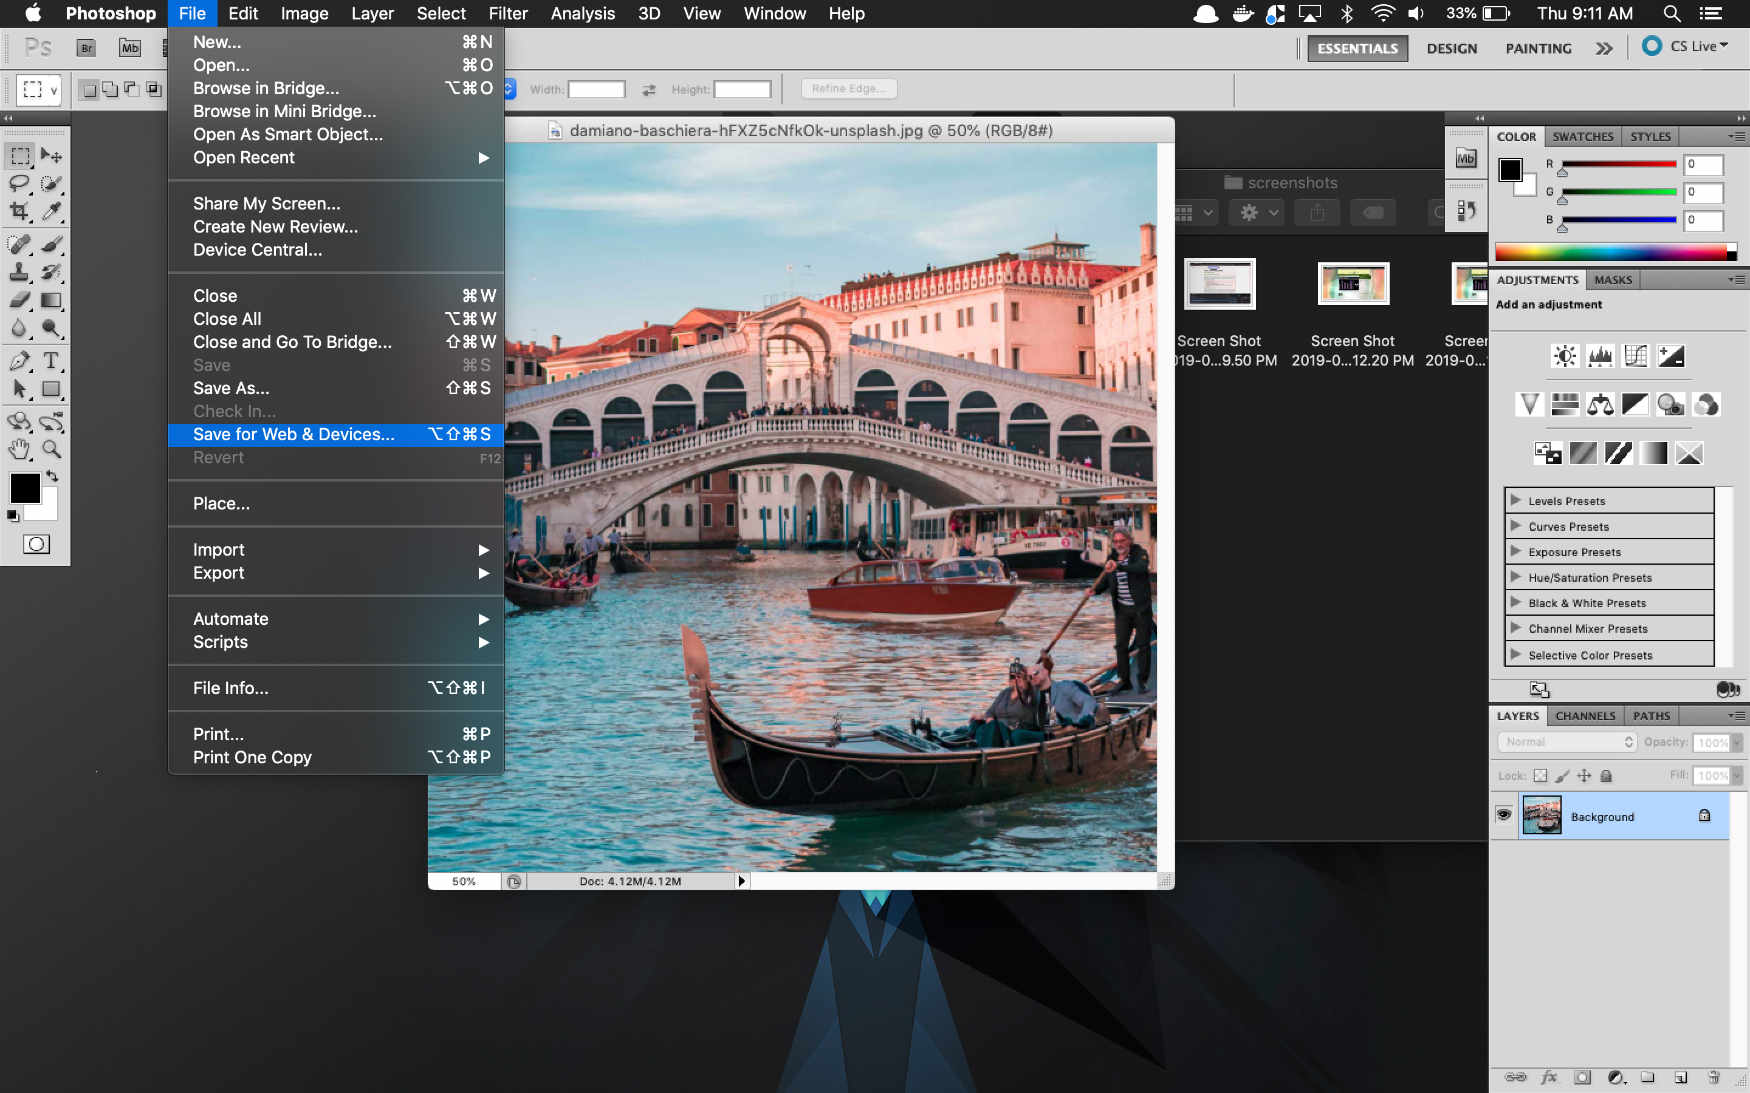 Photoshop File Edit Image Layer Select Filter Analysis 3D View Window Help 33% Thu 9:11 AM
Ps Br Mb ESSENTIALS DESIGN PAINTING CS Live
Width: Height: Refine Edge...
New... ⌘N
Open... ⌘O
Browse in Bridge... ⌥⌘O
Browse in Mini Bridge...
Open As Smart Object...
Open Recent
Share My Screen...
Create New Review...
Device Central...
Close ⌘W
Close All ⌥⌘W
Close and Go To Bridge... ⇧⌘W
Save ⌘S
Save As... ⇧⌘S
Check In...
Save for Web & Devices... ⌥⇧⌘S
Revert F12
Place...
Import
Export
Automate
Scripts
File Info... ⌥⇧⌘I
Print... ⌘P
Print One Copy ⌥⇧⌘P
damiano-baschiera-hFXZ5cNfkOk-unsplash.jpg @ 50% (RGB/8#)
50% Doc: 4.12M/4.12M
screenshots
Screen Shot
19-0...9.50 PM
Screen Shot
2019-0...12.20 PM
Scree
2019-0
Mb
COLOR SWATCHES STYLES
R 0
G 0
B 0
ADJUSTMENTS MASKS
Add an adjustment
Levels Presets
Curves Presets
Exposure Presets
Hue/Saturation Presets
Black & White Presets
Channel Mixer Presets
Selective Color Presets
LAYERS CHANNELS PATHS
Normal Opacity: 100%
Lock: Fill: 100%
Background
fx